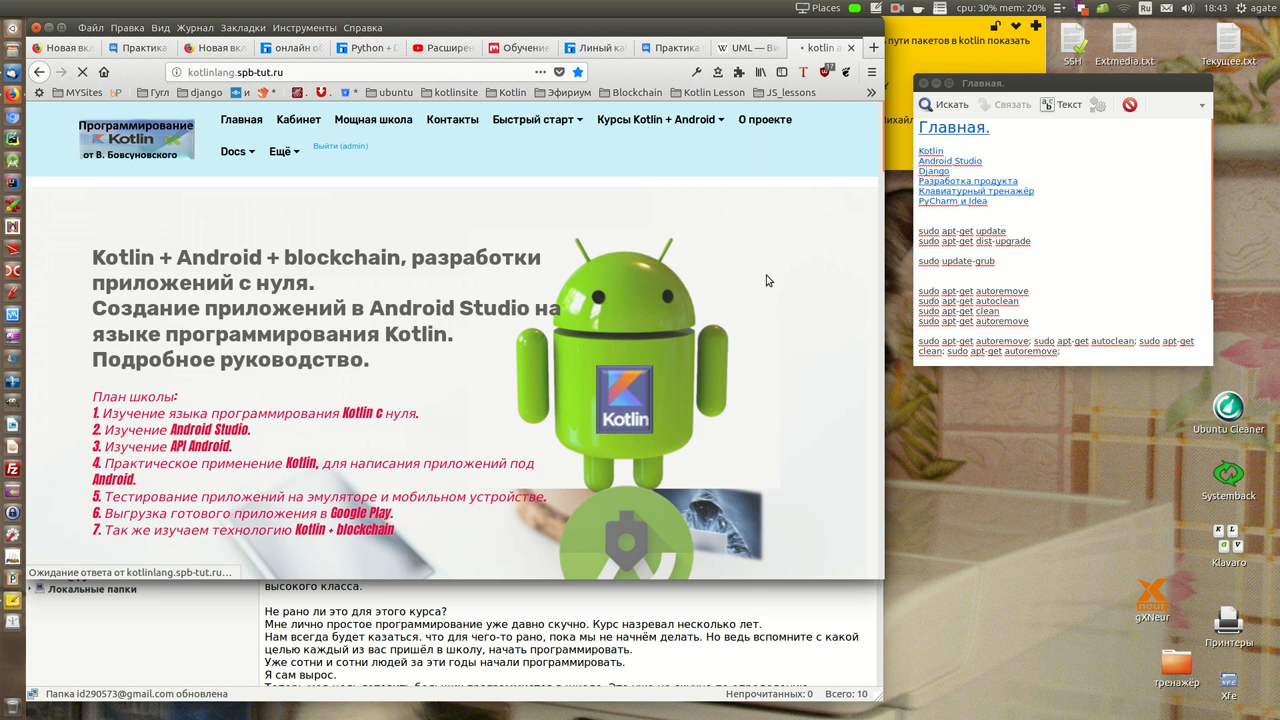 Файл Правка Вид Журнал Закладки Инструменты Справка
Places
cpu: 30% mem: 20%
Ru
18:43 agate
Новая вкл
Практика
Новая вкл
онлайн об
Python + D
Расширен
Обучение
Линый ка
Практика
UML — Ви
kotlin a
kotlinlang.spb-tut.ru
17
MYSites
Гугл
django
и
ubuntu
kotlinsite
Kotlin
Эфириум
Blockchain
Kotlin Lesson
JS_lessons
Программирование
Kotlin
от В. Бовсуновского
Главная Кабинет Мощная школа Контакты Быстрый старт Курсы Kotlin + Android О проекте
Docs Ещё Выйти (admin)
Kotlin + Android + blockchain, разработки
приложений с нуля.
Создание приложений в Android Studio на
языке программирования Kotlin.
Подробное руководство.
План школы:
1. Изучение языка программирования Kotlin с нуля.
2. Изучение Android Studio.
3. Изучение API Android.
4. Практическое применение Kotlin, для написания приложений под
Android.
5. Тестирование приложений на эмуляторе и мобильном устройстве.
6. Выгрузка готового приложения в Google Play.
7. Так же изучаем технологию Kotlin + blockchain
Kotlin
Ожидание ответа от kotlinlang.spb-tut.ru…
Локальные папки
высокого класса.
Не рано ли это для этого курса?
Мне лично простое программирование уже давно скучно. Курс назревал несколько лет.
Нам всегда будет казаться. что для чего-то рано, пока мы не начнём делать. Но ведь вспомните с какой
целью каждый из вас пришёл в школу, начать программировать.
Уже сотни и сотни людей за эти годы начали программировать.
Я сам вырос.
Папка id290573@gmail.com обновлена
Непрочитанных: 0 Всего: 10
пути пакетов в kotlin показать
Главная.
Искать Связать Текст
Главная.
Kotlin
Android Studio
Django
Разработка продукта
Клавиатурный тренажёр
PyCharm и Idea
sudo apt-get update
sudo apt-get dist-upgrade
sudo update-grub
sudo apt-get autoremove
sudo apt-get autoclean
sudo apt-get clean
sudo apt-get autoremove
sudo apt-get autoremove; sudo apt-get autoclean; sudo apt-get
clean; sudo apt-get autoremove;
SSH
Extmedia.txt
Текущее.txt
Ubuntu Cleaner
Systemback
Klavaro
gXNeur
Принтеры
тренажёр
Xfe